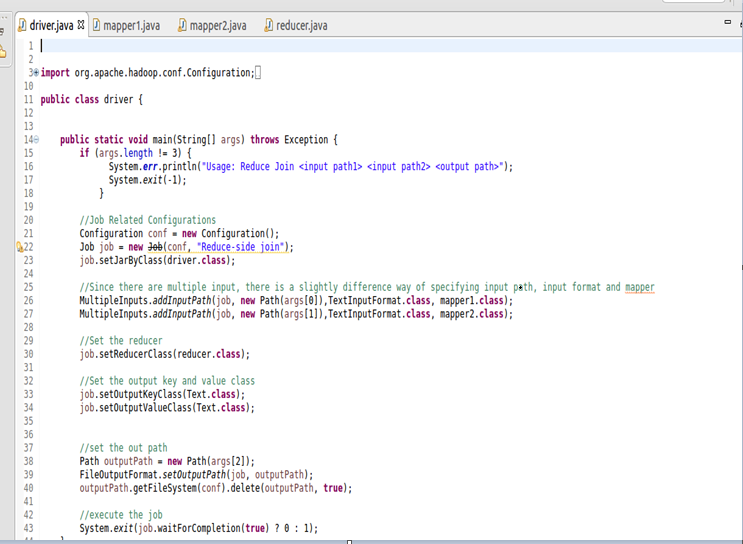 driver.java mapper1.java mapper2.java reducer.java
1
2
3 import org.apache.hadoop.conf.Configuration;
10
11 public class driver {
12
13
14 public static void main(String[] args) throws Exception {
15 if (args.length != 3) {
16 System.err.println("Usage: Reduce Join <input path1> <input path2> <output path>");
17 System.exit(-1);
18 }
19
20 //Job Related Configurations
21 Configuration conf = new Configuration();
22 Job job = new Job(conf, "Reduce-side join");
23 job.setJarByClass(driver.class);
24
25 //Since there are multiple input, there is a slightly difference way of specifying input path, input format and mapper
26 MultipleInputs.addInputPath(job, new Path(args[0]),TextInputFormat.class, mapper1.class);
27 MultipleInputs.addInputPath(job, new Path(args[1]),TextInputFormat.class, mapper2.class);
28
29 //Set the reducer
30 job.setReducerClass(reducer.class);
31
32 //Set the output key and value class
33 job.setOutputKeyClass(Text.class);
34 job.setOutputValueClass(Text.class);
35
36
37 //set the out path
38 Path outputPath = new Path(args[2]);
39 FileOutputFormat.setOutputPath(job, outputPath);
40 outputPath.getFileSystem(conf).delete(outputPath, true);
41
42 //execute the job
43 System.exit(job.waitForCompletion(true) ? 0 : 1);